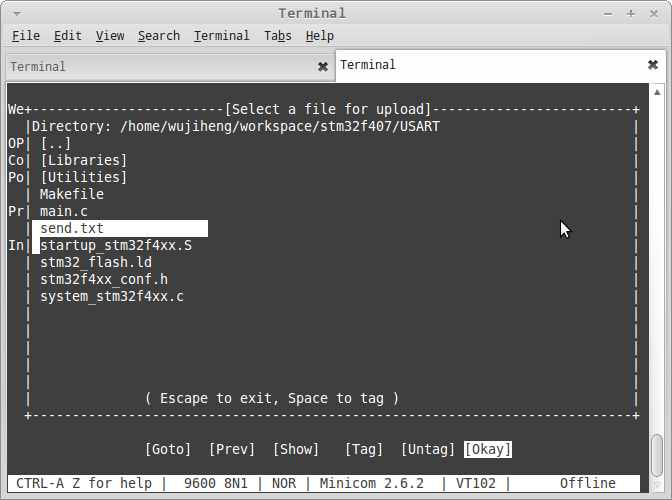 Terminal
File Edit View Search Terminal Tabs Help
Terminal Terminal
We+------------------------[Select a file for upload]-------------------------+
|Directory: /home/wujiheng/workspace/stm32f407/USART |
OP| [..] |
Co| [Libraries] |
Po| [Utilities] |
| Makefile |
Pr| main.c |
| send.txt |
In| startup_stm32f4xx.S |
| stm32_flash.ld |
| stm32f4xx_conf.h |
| system_stm32f4xx.c |
| |
| |
| |
| |
| |
| ( Escape to exit, Space to tag ) |
+---------------------------------------------------------------------------+
[Goto] [Prev] [Show] [Tag] [Untag] [Okay]
CTRL-A Z for help | 9600 8N1 | NOR | Minicom 2.6.2 | VT102 | Offline